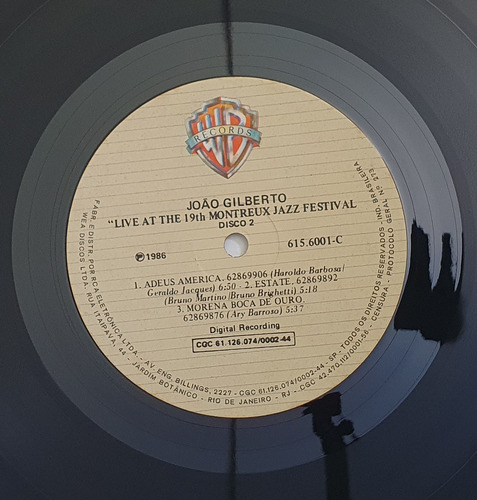 WB
RECORDS
JOÃO GILBERTO
"LIVE AT THE 19th MONTREUX JAZZ FESTIVAL
DISCO 2
℗ 1986
615.6001-C
1. ADEUS AMERICA. 62869906 (Haroldo Barbosa/
Geraldo Jacques) 6:50 - 2. ESTATE. 62869892
(Bruno Martino/Bruno Brighetti) 5:18
3. MORENA BOCA DE OURO.
62869876 (Ary Barroso) 5:37
Digital Recording
CGC 61.126.074/0002-44
FABR. E DISTR. POR RCA ELETRÔNICA LTDA. - AV. ENG. BILLINGS, 2227 - CGC 61.126.074/0002-44 - SP - TODOS OS DIREITOS RESERVADOS - IND. BRASILEIRA
WEA DISCOS LTDA. RUA ITAIPAVA, 44 - JARDIM BOTÂNICO - RIO DE JANEIRO - RJ - CGC 42.470.112/0001-56 - CENSURA - PROTOCOLO GERAL Nº 273